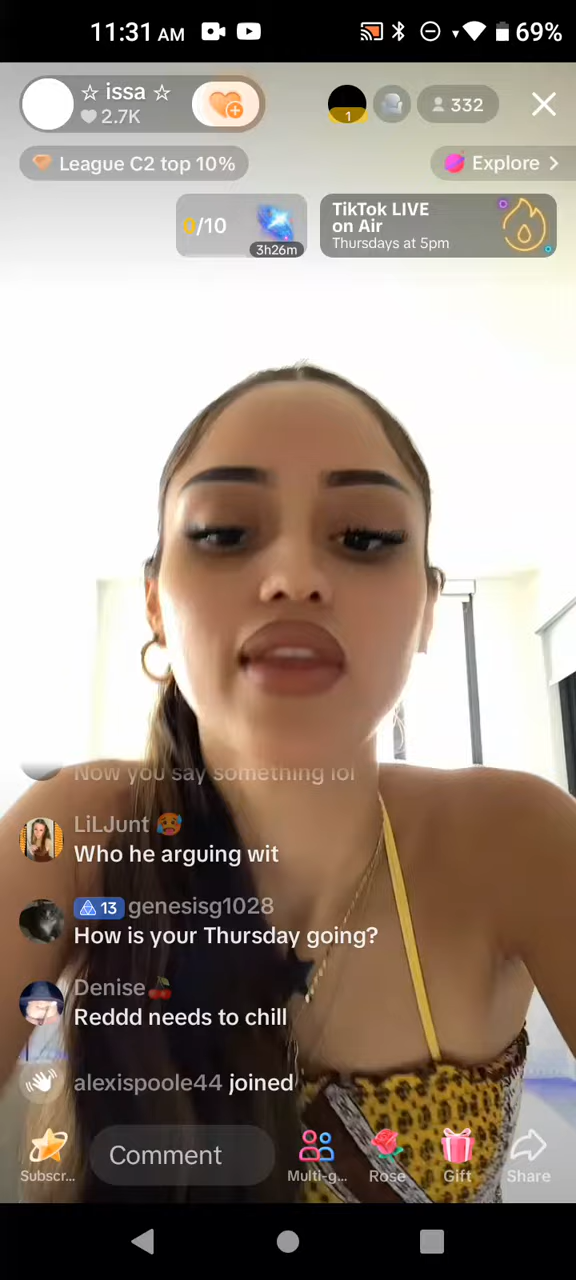 11:31 AM
69%
☆ issa ☆
2.7K
1
332
League C2 top 10%
Explore >
0/10
3h26m
TikTok LIVE
on Air
Thursdays at 5pm
Now you say something lol
LiLJunt 🥵
Who he arguing wit
13 genesisg1028
How is your Thursday going?
Denise🍒
Reddd needs to chill
alexispoole44 joined
Comment
Subscr...
Multi-g...
Rose
Gift
Share